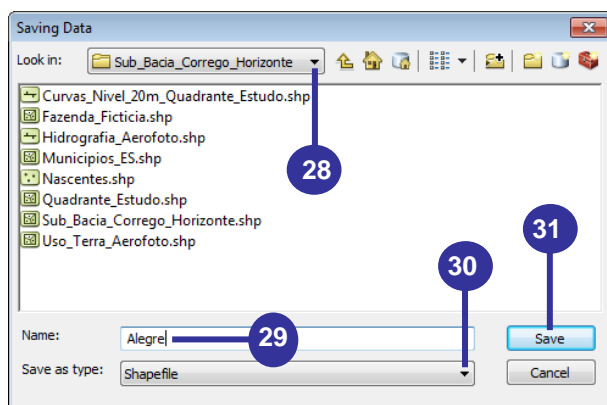 Saving Data
Look in: Sub_Bacia_Corrego_Horizonte
Curvas_Nivel_20m_Quadrante_Estudo.shp
Fazenda_Ficticia.shp
Hidrografia_Aerofoto.shp
Municipios_ES.shp
Nascentes.shp
Quadrante_Estudo.shp
Sub_Bacia_Corrego_Horizonte.shp
Uso_Terra_Aerofoto.shp
28
31
30
Name: Alegre 29 Save
Save as type: Shapefile Cancel